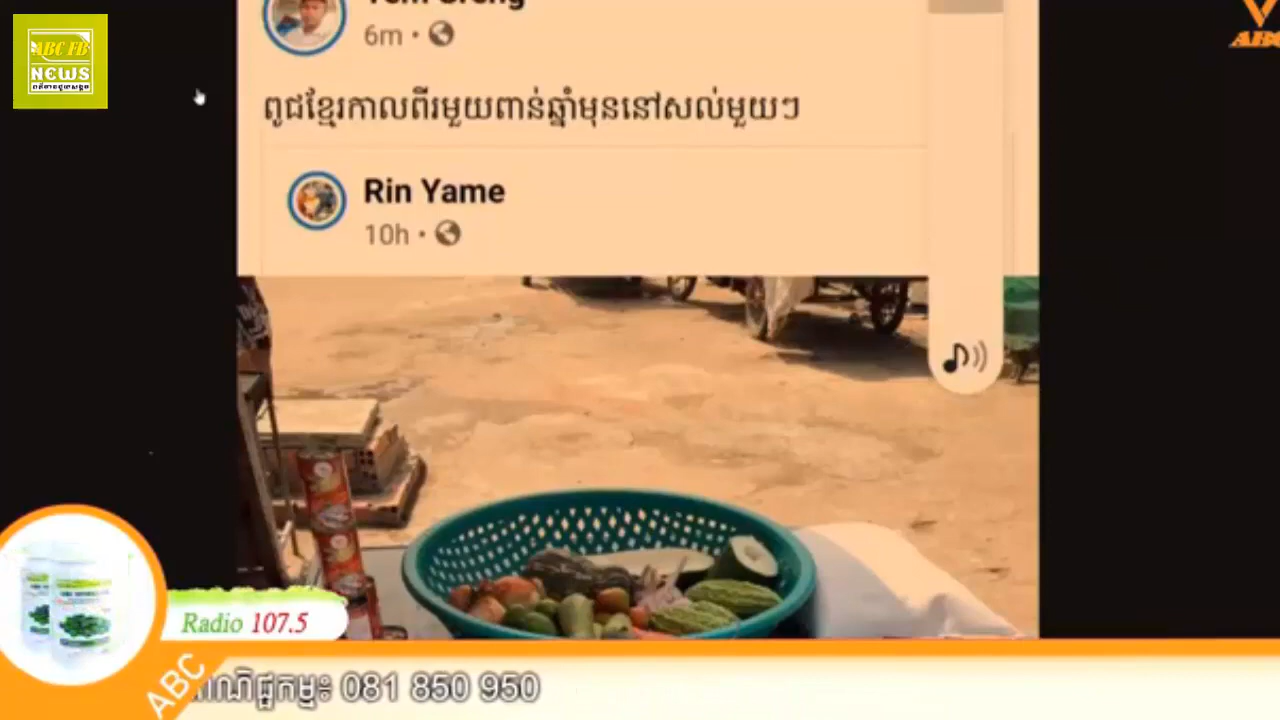 ABC FB
NEWS
6m
ពូជខ្មែរកាលពីរមួយពាន់ឆ្នាំមុននៅសល់មួយៗ
Rin Yame
10h
Radio 107.5
ABC
081 850 950